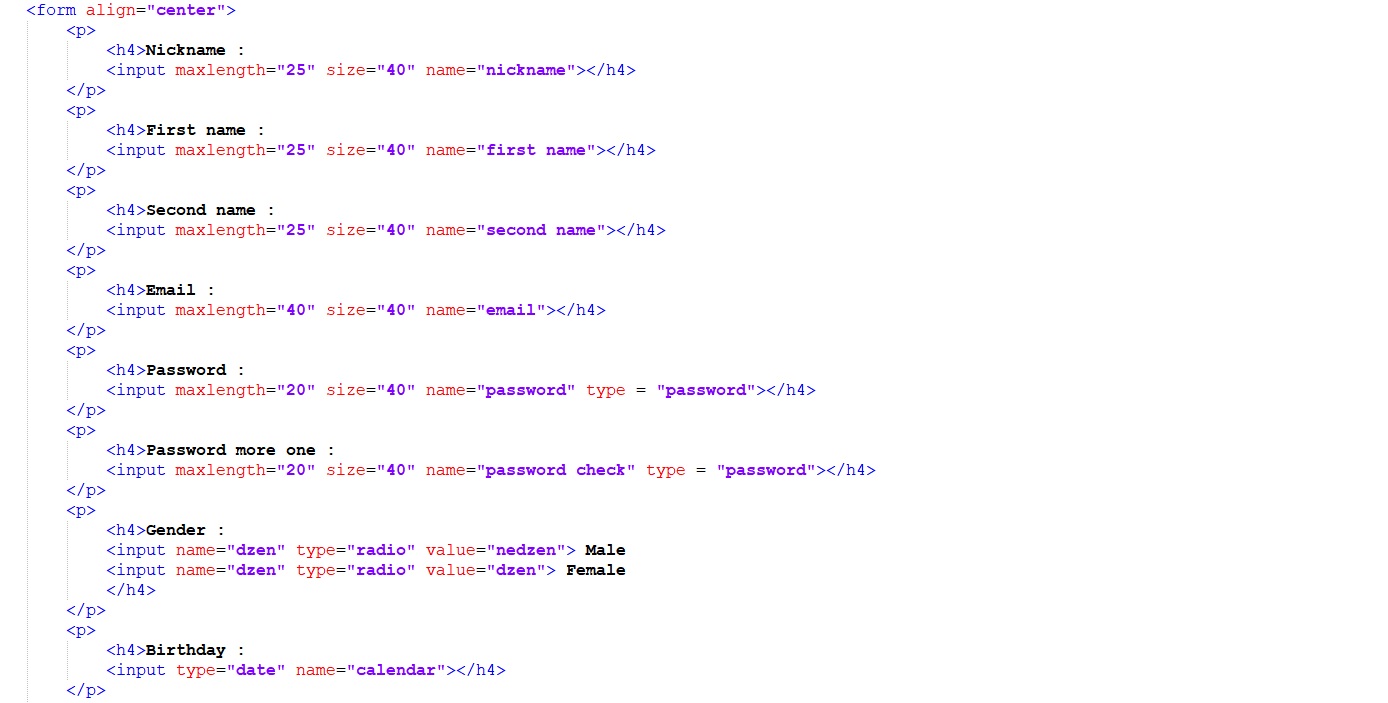 <form align="center">
<p>
<h4>Nickname :
<input maxlength="25" size="40" name="nickname"></h4>
</p>
<p>
<h4>First name :
<input maxlength="25" size="40" name="first name"></h4>
</p>
<p>
<h4>Second name :
<input maxlength="25" size="40" name="second name"></h4>
</p>
<p>
<h4>Email :
<input maxlength="40" size="40" name="email"></h4>
</p>
<p>
<h4>Password :
<input maxlength="20" size="40" name="password" type = "password"></h4>
</p>
<p>
<h4>Password more one :
<input maxlength="20" size="40" name="password check" type = "password"></h4>
</p>
<p>
<h4>Gender :
<input name="dzen" type="radio" value="nedzen"> Male
<input name="dzen" type="radio" value="dzen"> Female
</h4>
</p>
<p>
<h4>Birthday :
<input type="date" name="calendar"></h4>
</p>